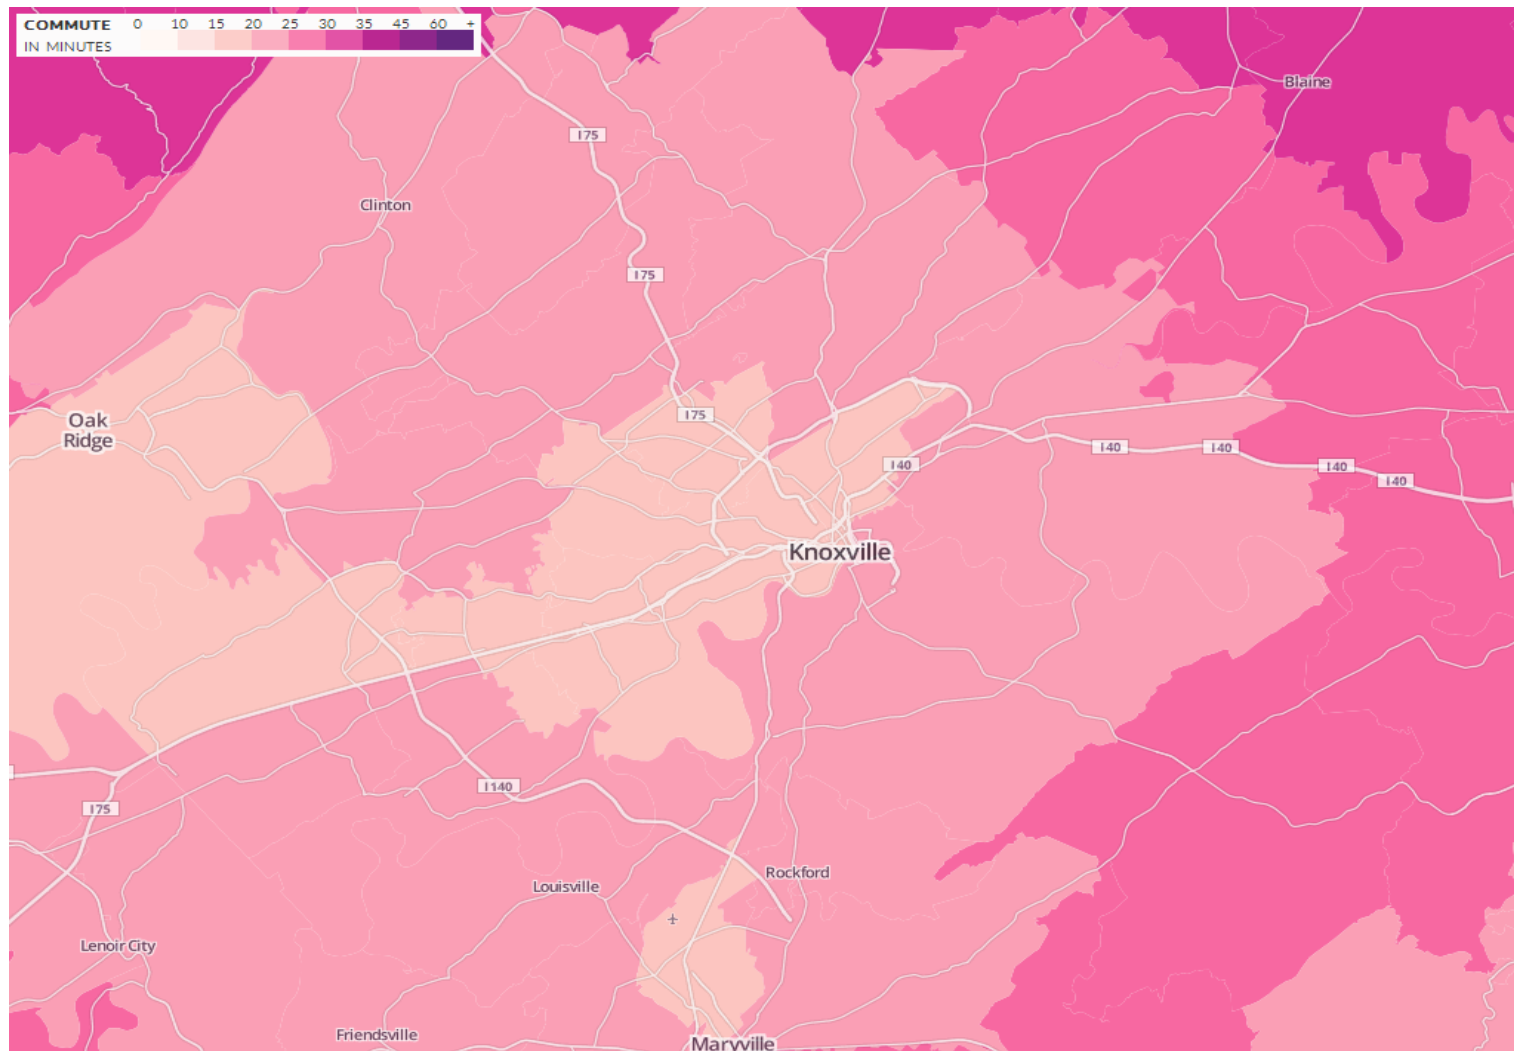 COMMUTE 0 10 15 20 25 30 35 45 60 +
IN MINUTES
Blaine
I75
Clinton
I75
I75
Oak
Ridge
I40
I40
I40
I40
I40
Knoxville
I140
I75
Rockford
Louisville
Lenoir City
Friendsville
Maryville